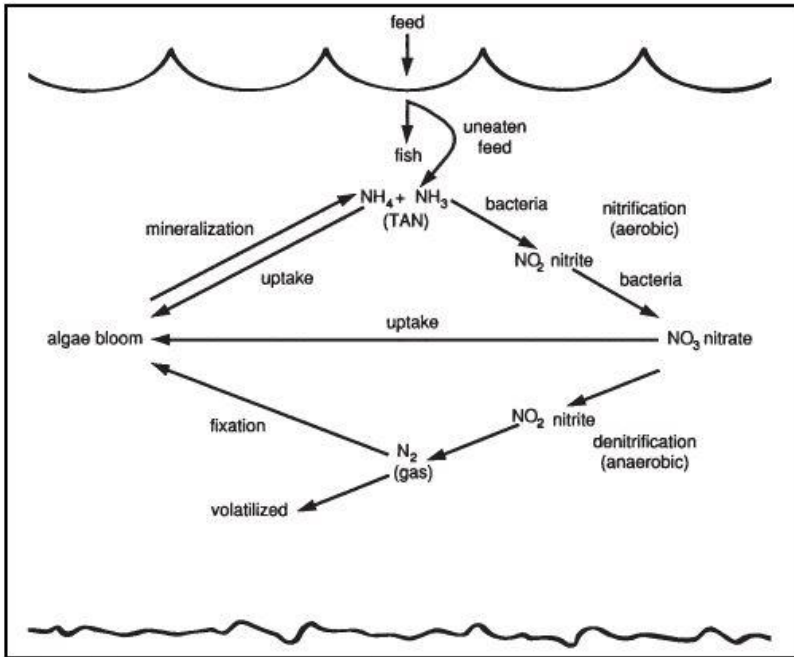 feed
uneaten
feed
fish
NH₄ + NH₃
(TAN)
bacteria
nitrification
(aerobic)
mineralization
NO₂ nitrite
bacteria
uptake
uptake
algae bloom
NO₃ nitrate
NO₂ nitrite
fixation
denitrification
(anaerobic)
N₂
(gas)
volatilized